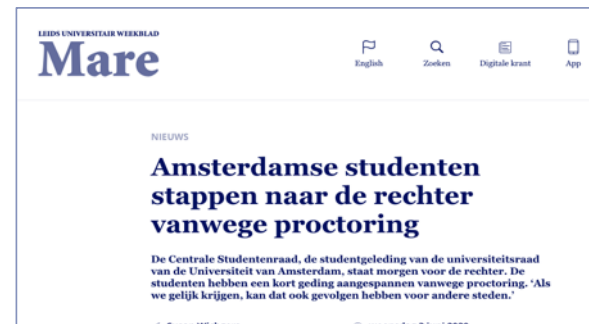 LEIDS UNIVERSITAIR WEEKBLAD
Mare
English Zoeken Digitale krant App
NIEUWS
Amsterdamse studenten
stappen naar de rechter
vanwege proctoring
De Centrale Studentenraad, de studentgeleding van de universiteitsraad
van de Universiteit van Amsterdam, staat morgen voor de rechter. De
studenten hebben een kort geding aangespannen vanwege proctoring. ‘Als
we gelijk krijgen, kan dat ook gevolgen hebben voor andere steden.’